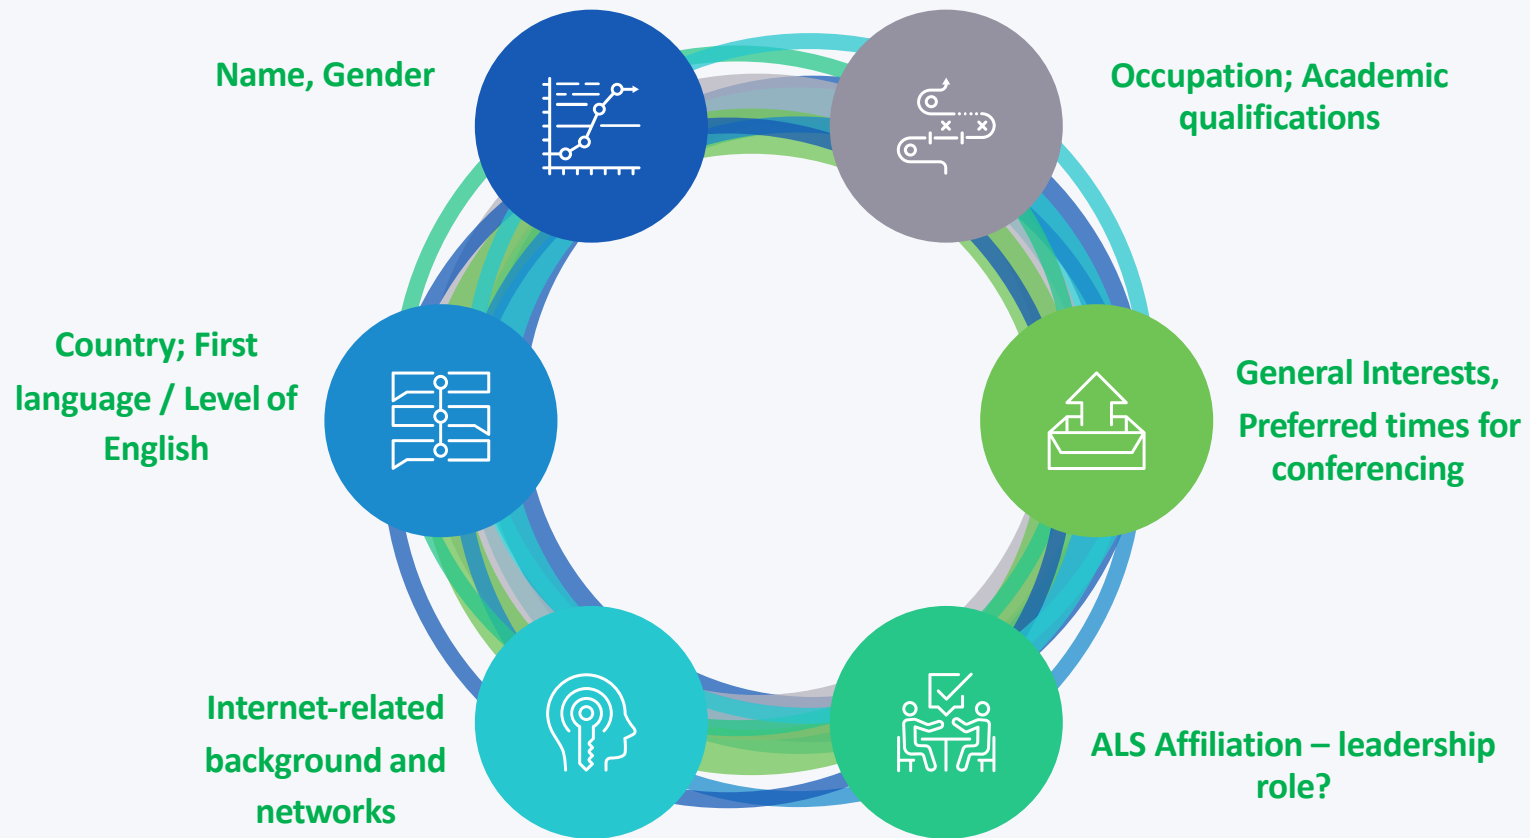 Name, Gender
Occupation; Academic
qualifications
Country; First
language / Level of
English
General Interests,
Preferred times for
conferencing
Internet-related
background and
networks
ALS Affiliation – leadership
role?